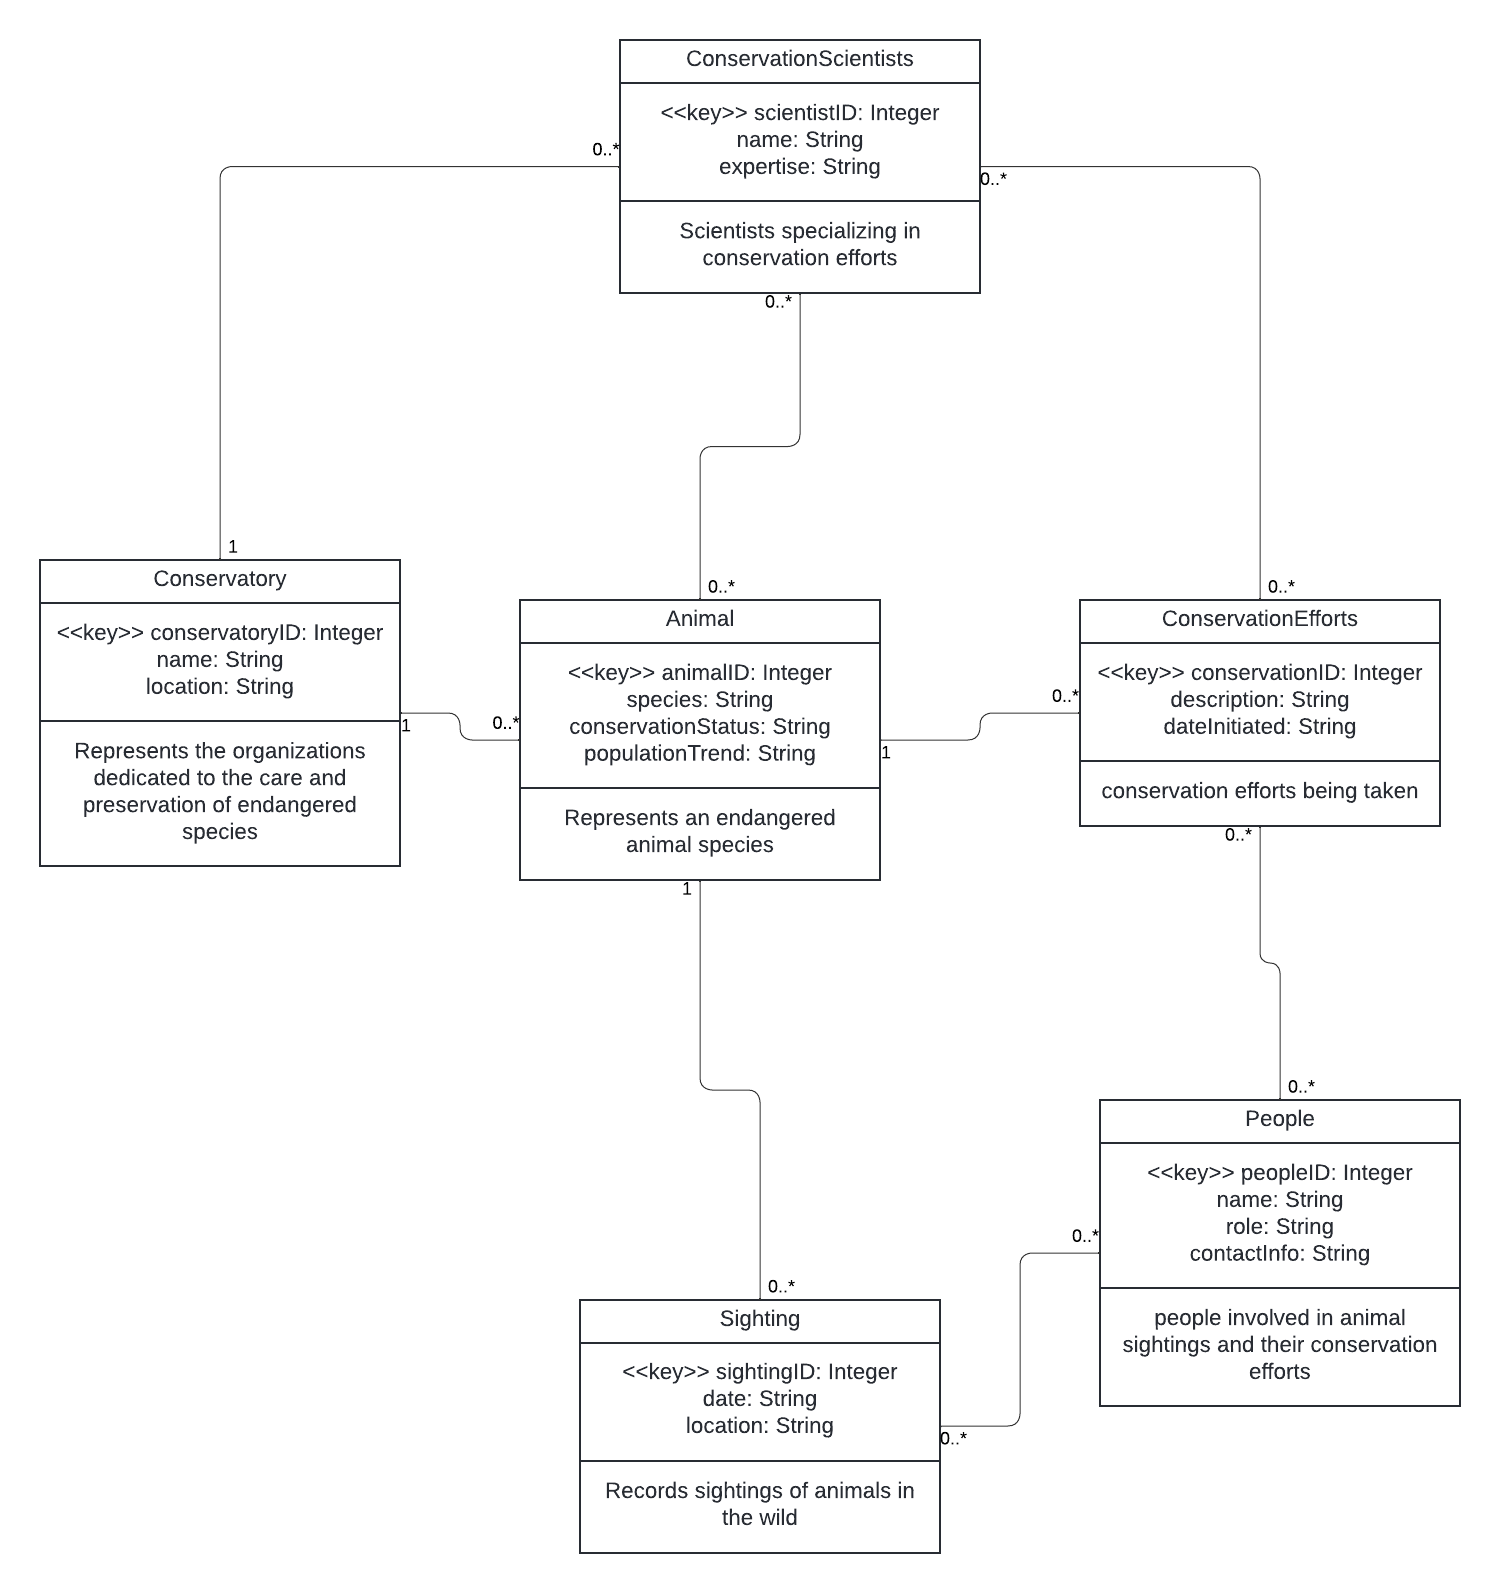 ConservationScientists
<<key>> scientistID: Integer
name: String
expertise: String
Scientists specializing in
conservation efforts
0..*
0..*
0..*
1
Conservatory
<<key>> conservatoryID: Integer
name: String
location: String
Represents the organizations
dedicated to the care and
preservation of endangered
species
1
0..*
0..*
Animal
<<key>> animalID: Integer
species: String
conservationStatus: String
populationTrend: String
Represents an endangered
animal species
1
1
0..*
0..*
ConservationEfforts
<<key>> conservationID: Integer
description: String
dateInitiated: String
conservation efforts being taken
0..*
0..*
People
<<key>> peopleID: Integer
name: String
role: String
contactInfo: String
people involved in animal
sightings and their conservation
efforts
0..*
0..*
Sighting
<<key>> sightingID: Integer
date: String
location: String
Records sightings of animals in
the wild
0..*